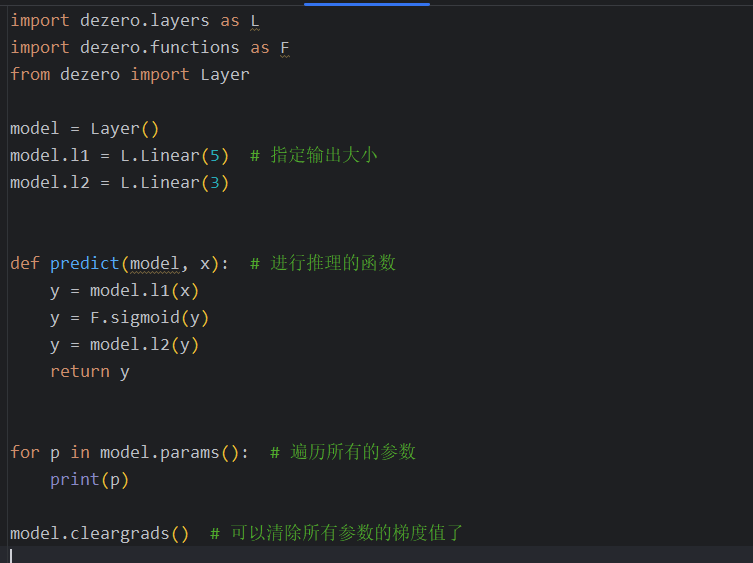 import dezero.layers as L
import dezero.functions as F
from dezero import Layer

model = Layer()
model.l1 = L.Linear(5)  # 指定输出大小
model.l2 = L.Linear(3)


def predict(model, x):  # 进行推理的函数
    y = model.l1(x)
    y = F.sigmoid(y)
    y = model.l2(y)
    return y


for p in model.params():  # 遍历所有的参数
    print(p)

model.cleargrads()  # 可以清除所有参数的梯度值了